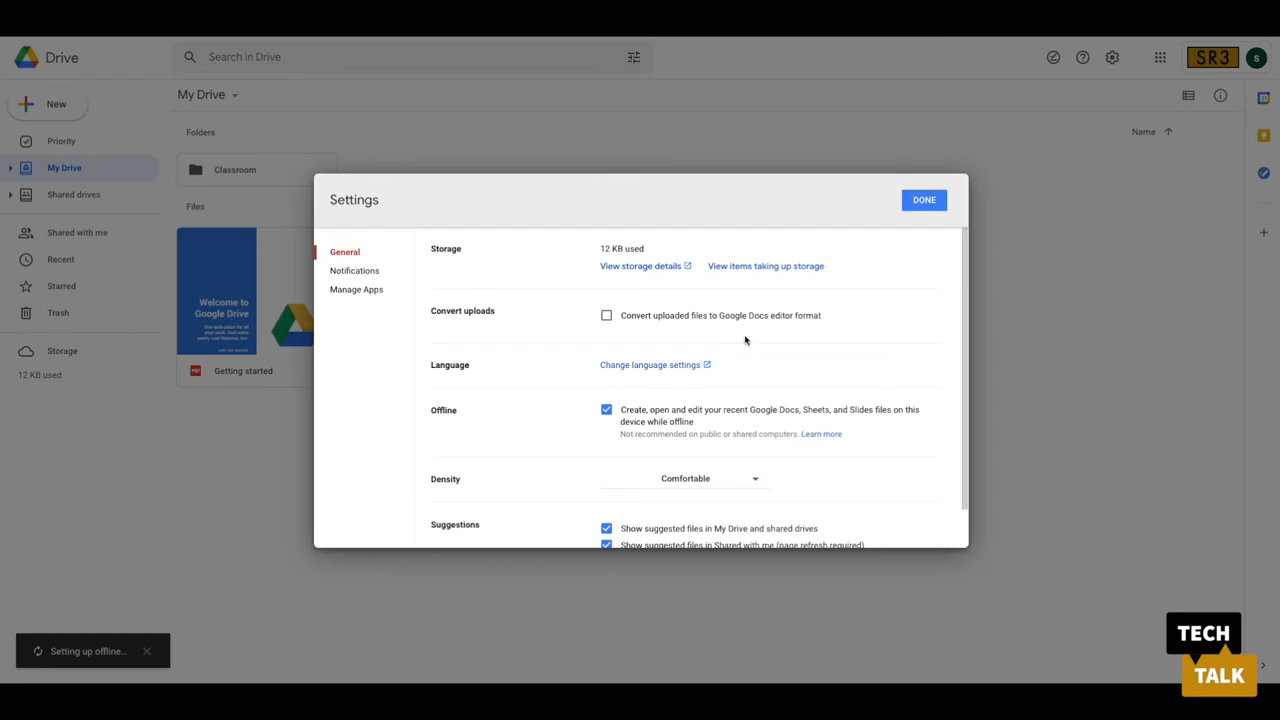 Drive
Search in Drive
SR3
S
New
My Drive
Name
Folders
Priority
My Drive
Classroom
Shared drives
Files
Settings
DONE
Shared with me
Recent
Starred
Trash
Storage
12 KB used
Welcome to
Google Drive
Getting started
General
Notifications
Manage Apps
Storage
12 KB used
View storage details
View items taking up storage
Convert uploads
Convert uploaded files to Google Docs editor format
Language
Change language settings
Offline
Create, open and edit your recent Google Docs, Sheets, and Slides files on this
device while offline
Not recommended on public or shared computers. Learn more
Density
Comfortable
Suggestions
Show suggested files in My Drive and shared drives
Show suggested files in Shared with me (page refresh required)
Setting up offline...
TECH
TALK